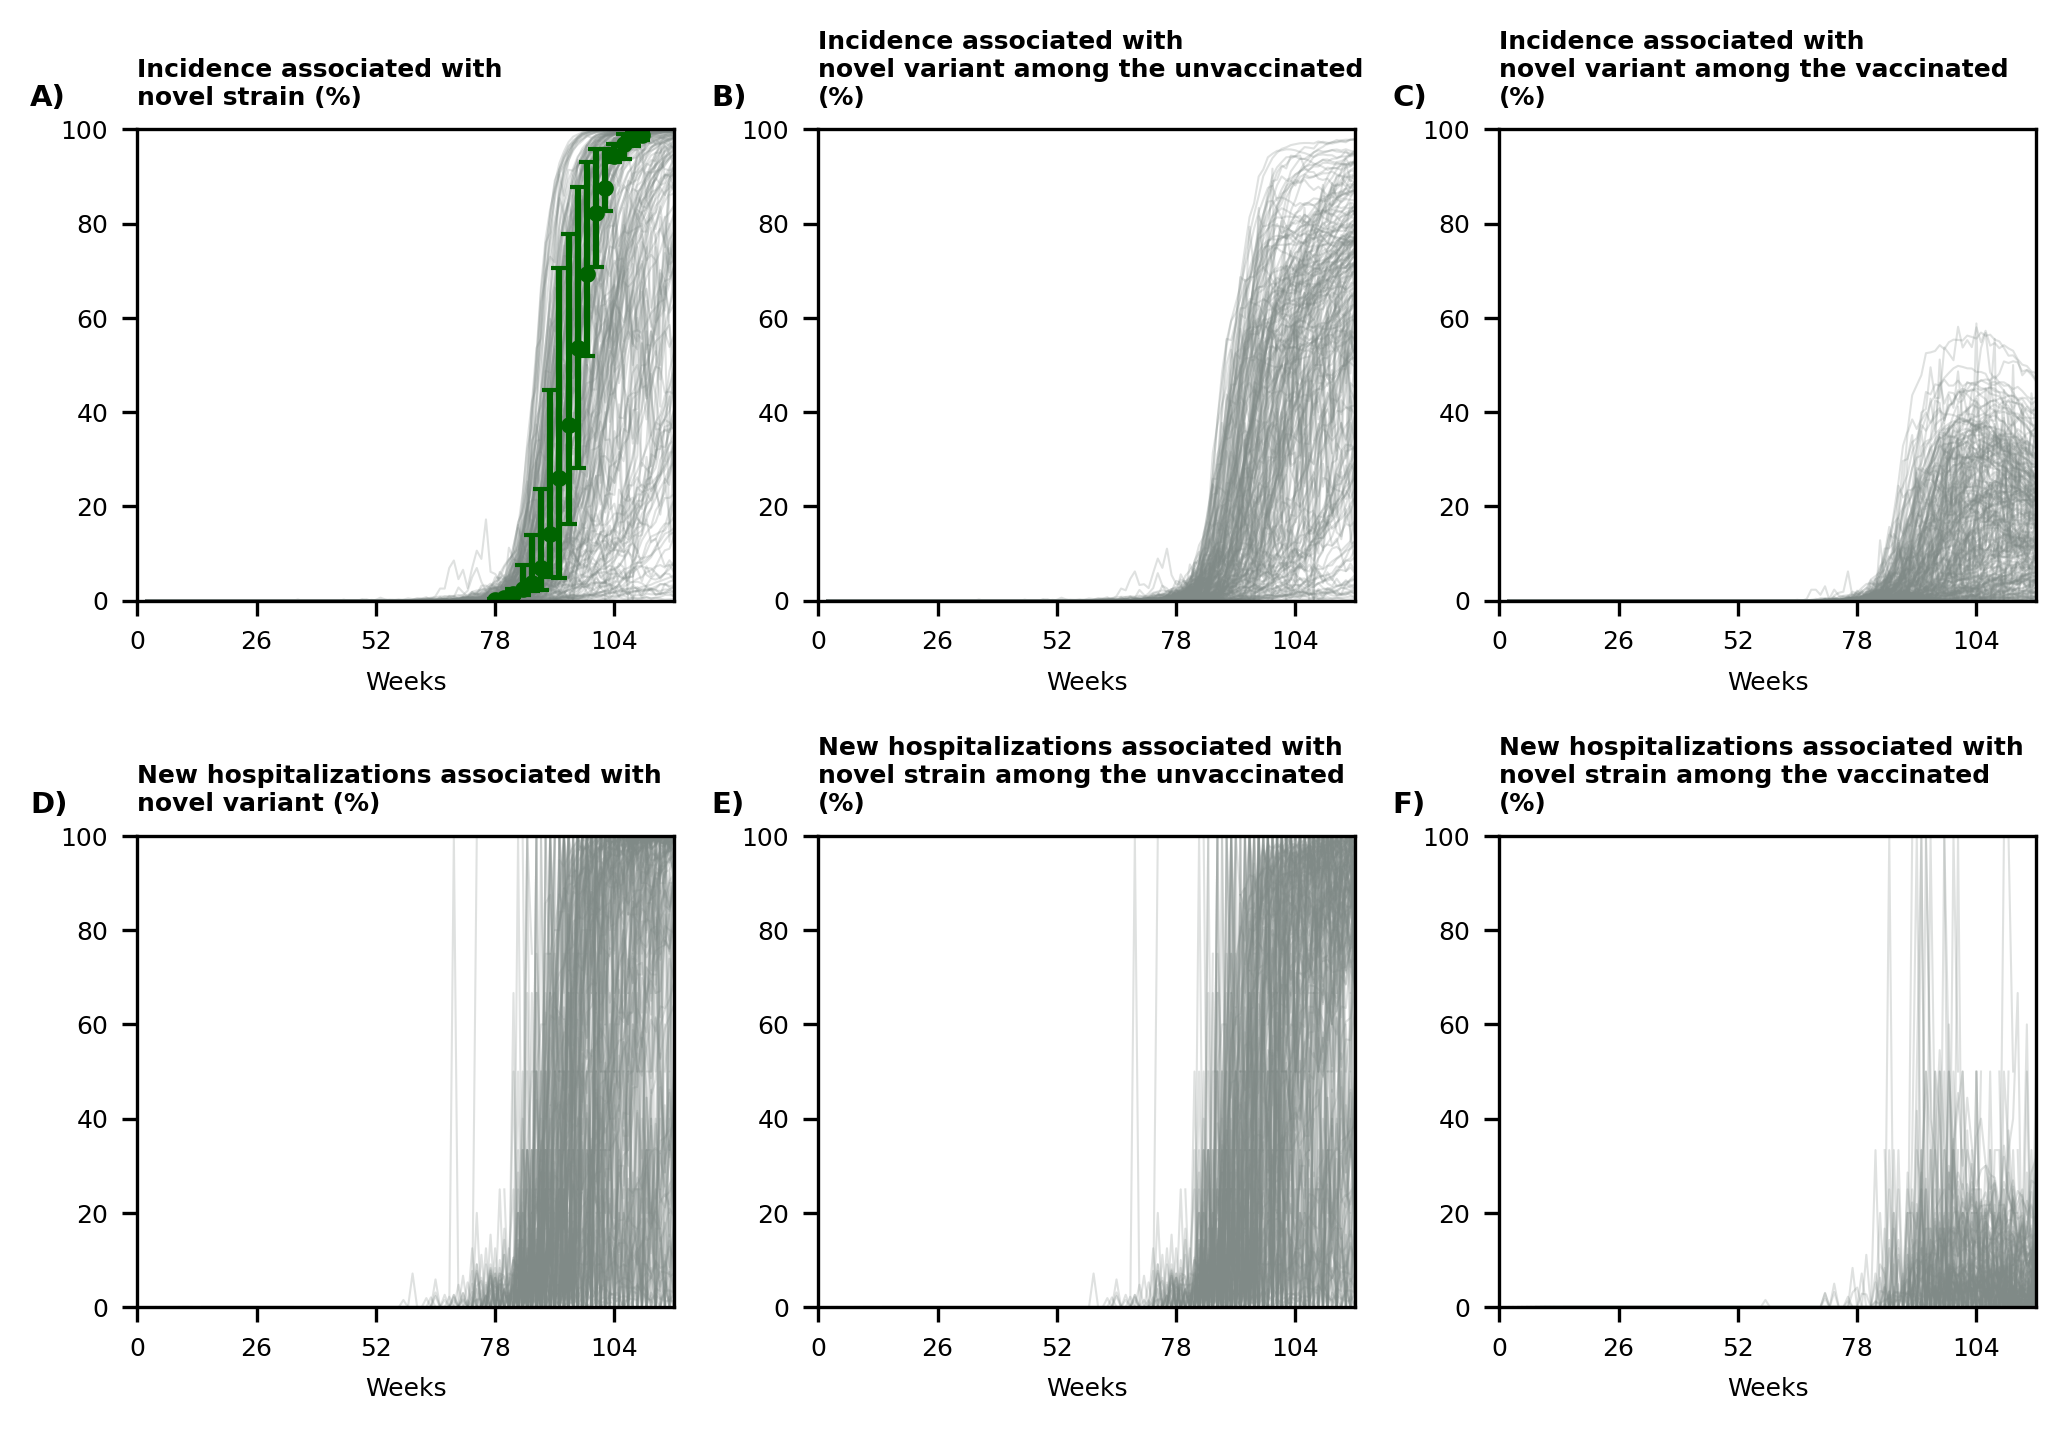 A)
Incidence associated with
novel strain (%)
100
80
60
40
20
0
0 26 52 78 104
Weeks
B)
Incidence associated with
novel variant among the unvaccinated
(%)
100
80
60
40
20
0
0 26 52 78 104
Weeks
C)
Incidence associated with
novel variant among the vaccinated
(%)
100
80
60
40
20
0
0 26 52 78 104
Weeks
D)
New hospitalizations associated with
novel variant (%)
100
80
60
40
20
0
0 26 52 78 104
Weeks
E)
New hospitalizations associated with
novel strain among the unvaccinated
(%)
100
80
60
40
20
0
0 26 52 78 104
Weeks
F)
New hospitalizations associated with
novel strain among the vaccinated
(%)
100
80
60
40
20
0
0 26 52 78 104
Weeks